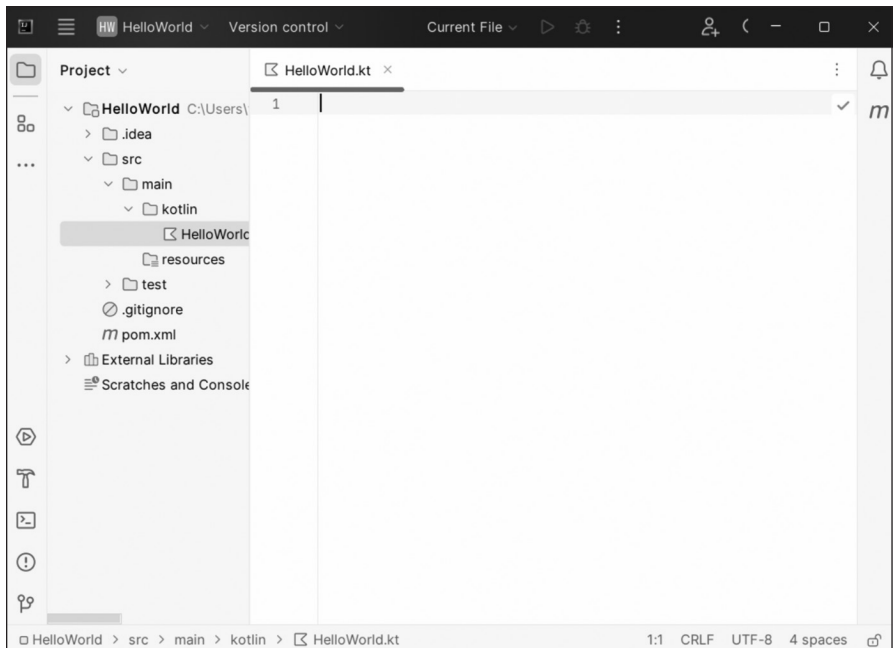 HW HelloWorld Version control Current File
Project
HelloWorld.kt
HelloWorld C:\Users\
1
.idea
src
main
kotlin
HelloWorld
resources
test
.gitignore
m pom.xml
External Libraries
Scratches and Console
m
HelloWorld > src > main > kotlin > HelloWorld.kt 1:1 CRLF UTF-8 4 spaces